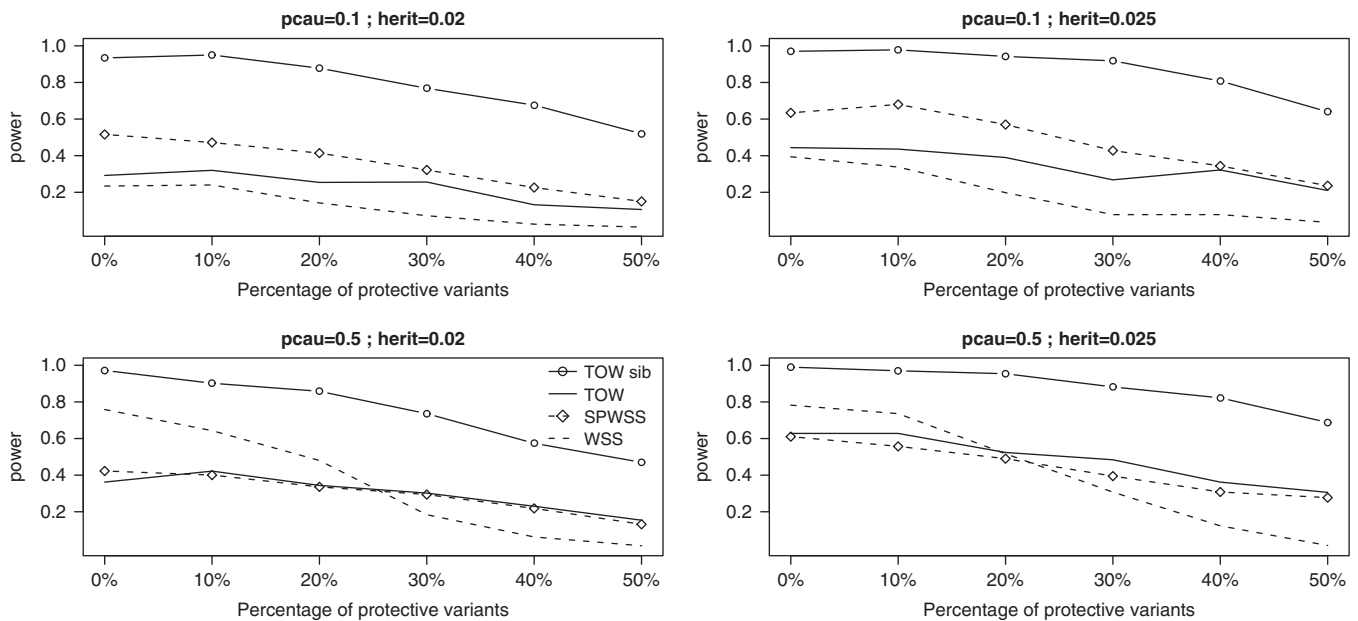 pcau=0.1 ; herit=0.02
power
1.0
0.8
0.6
0.4
0.2
0% 10% 20% 30% 40% 50%
Percentage of protective variants
pcau=0.1 ; herit=0.025
power
1.0
0.8
0.6
0.4
0.2
0% 10% 20% 30% 40% 50%
Percentage of protective variants
pcau=0.5 ; herit=0.02
power
1.0
0.8
0.6
0.4
0.2
TOW sib
TOW
SPWSS
WSS
0% 10% 20% 30% 40% 50%
Percentage of protective variants
pcau=0.5 ; herit=0.025
power
1.0
0.8
0.6
0.4
0.2
0% 10% 20% 30% 40% 50%
Percentage of protective variants